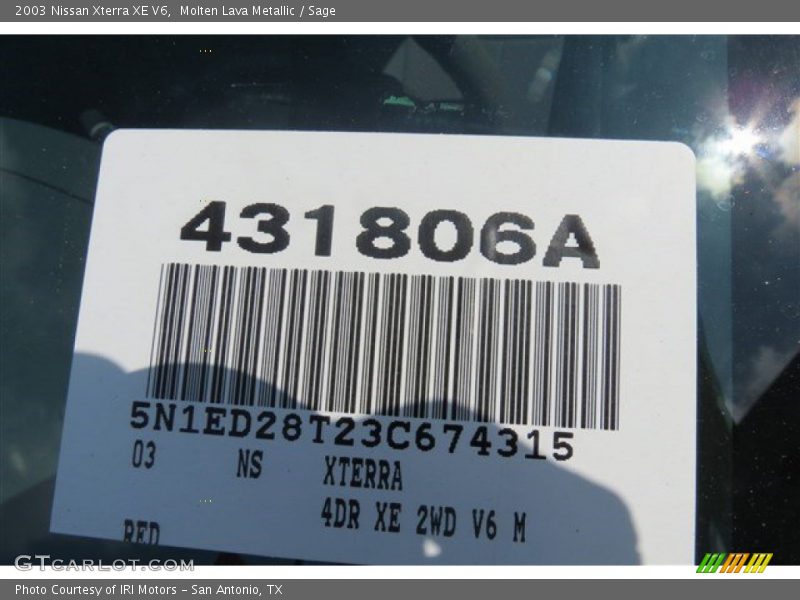 2003 Nissan Xterra XE V6,  Molten Lava Metallic / Sage
431806A
5N1ED28T23C674315
03 NS XTERRA
4DR XE 2WD V6 M
RED
GTCARLOT.COM
Photo Courtesy of IRI Motors – San Antonio, TX